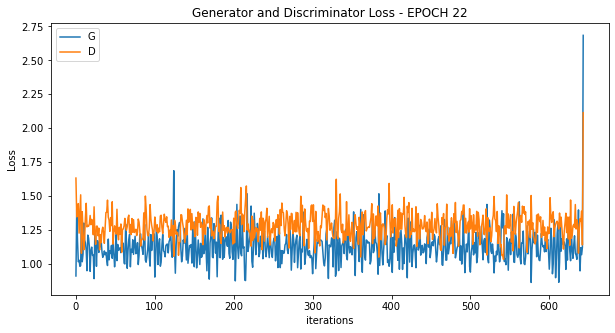 Generator and Discriminator Loss - EPOCH 22
G
D
Loss
2.75
2.50
2.25
2.00
1.75
1.50
1.25
1.00
0 100 200 300 400 500 600
iterations